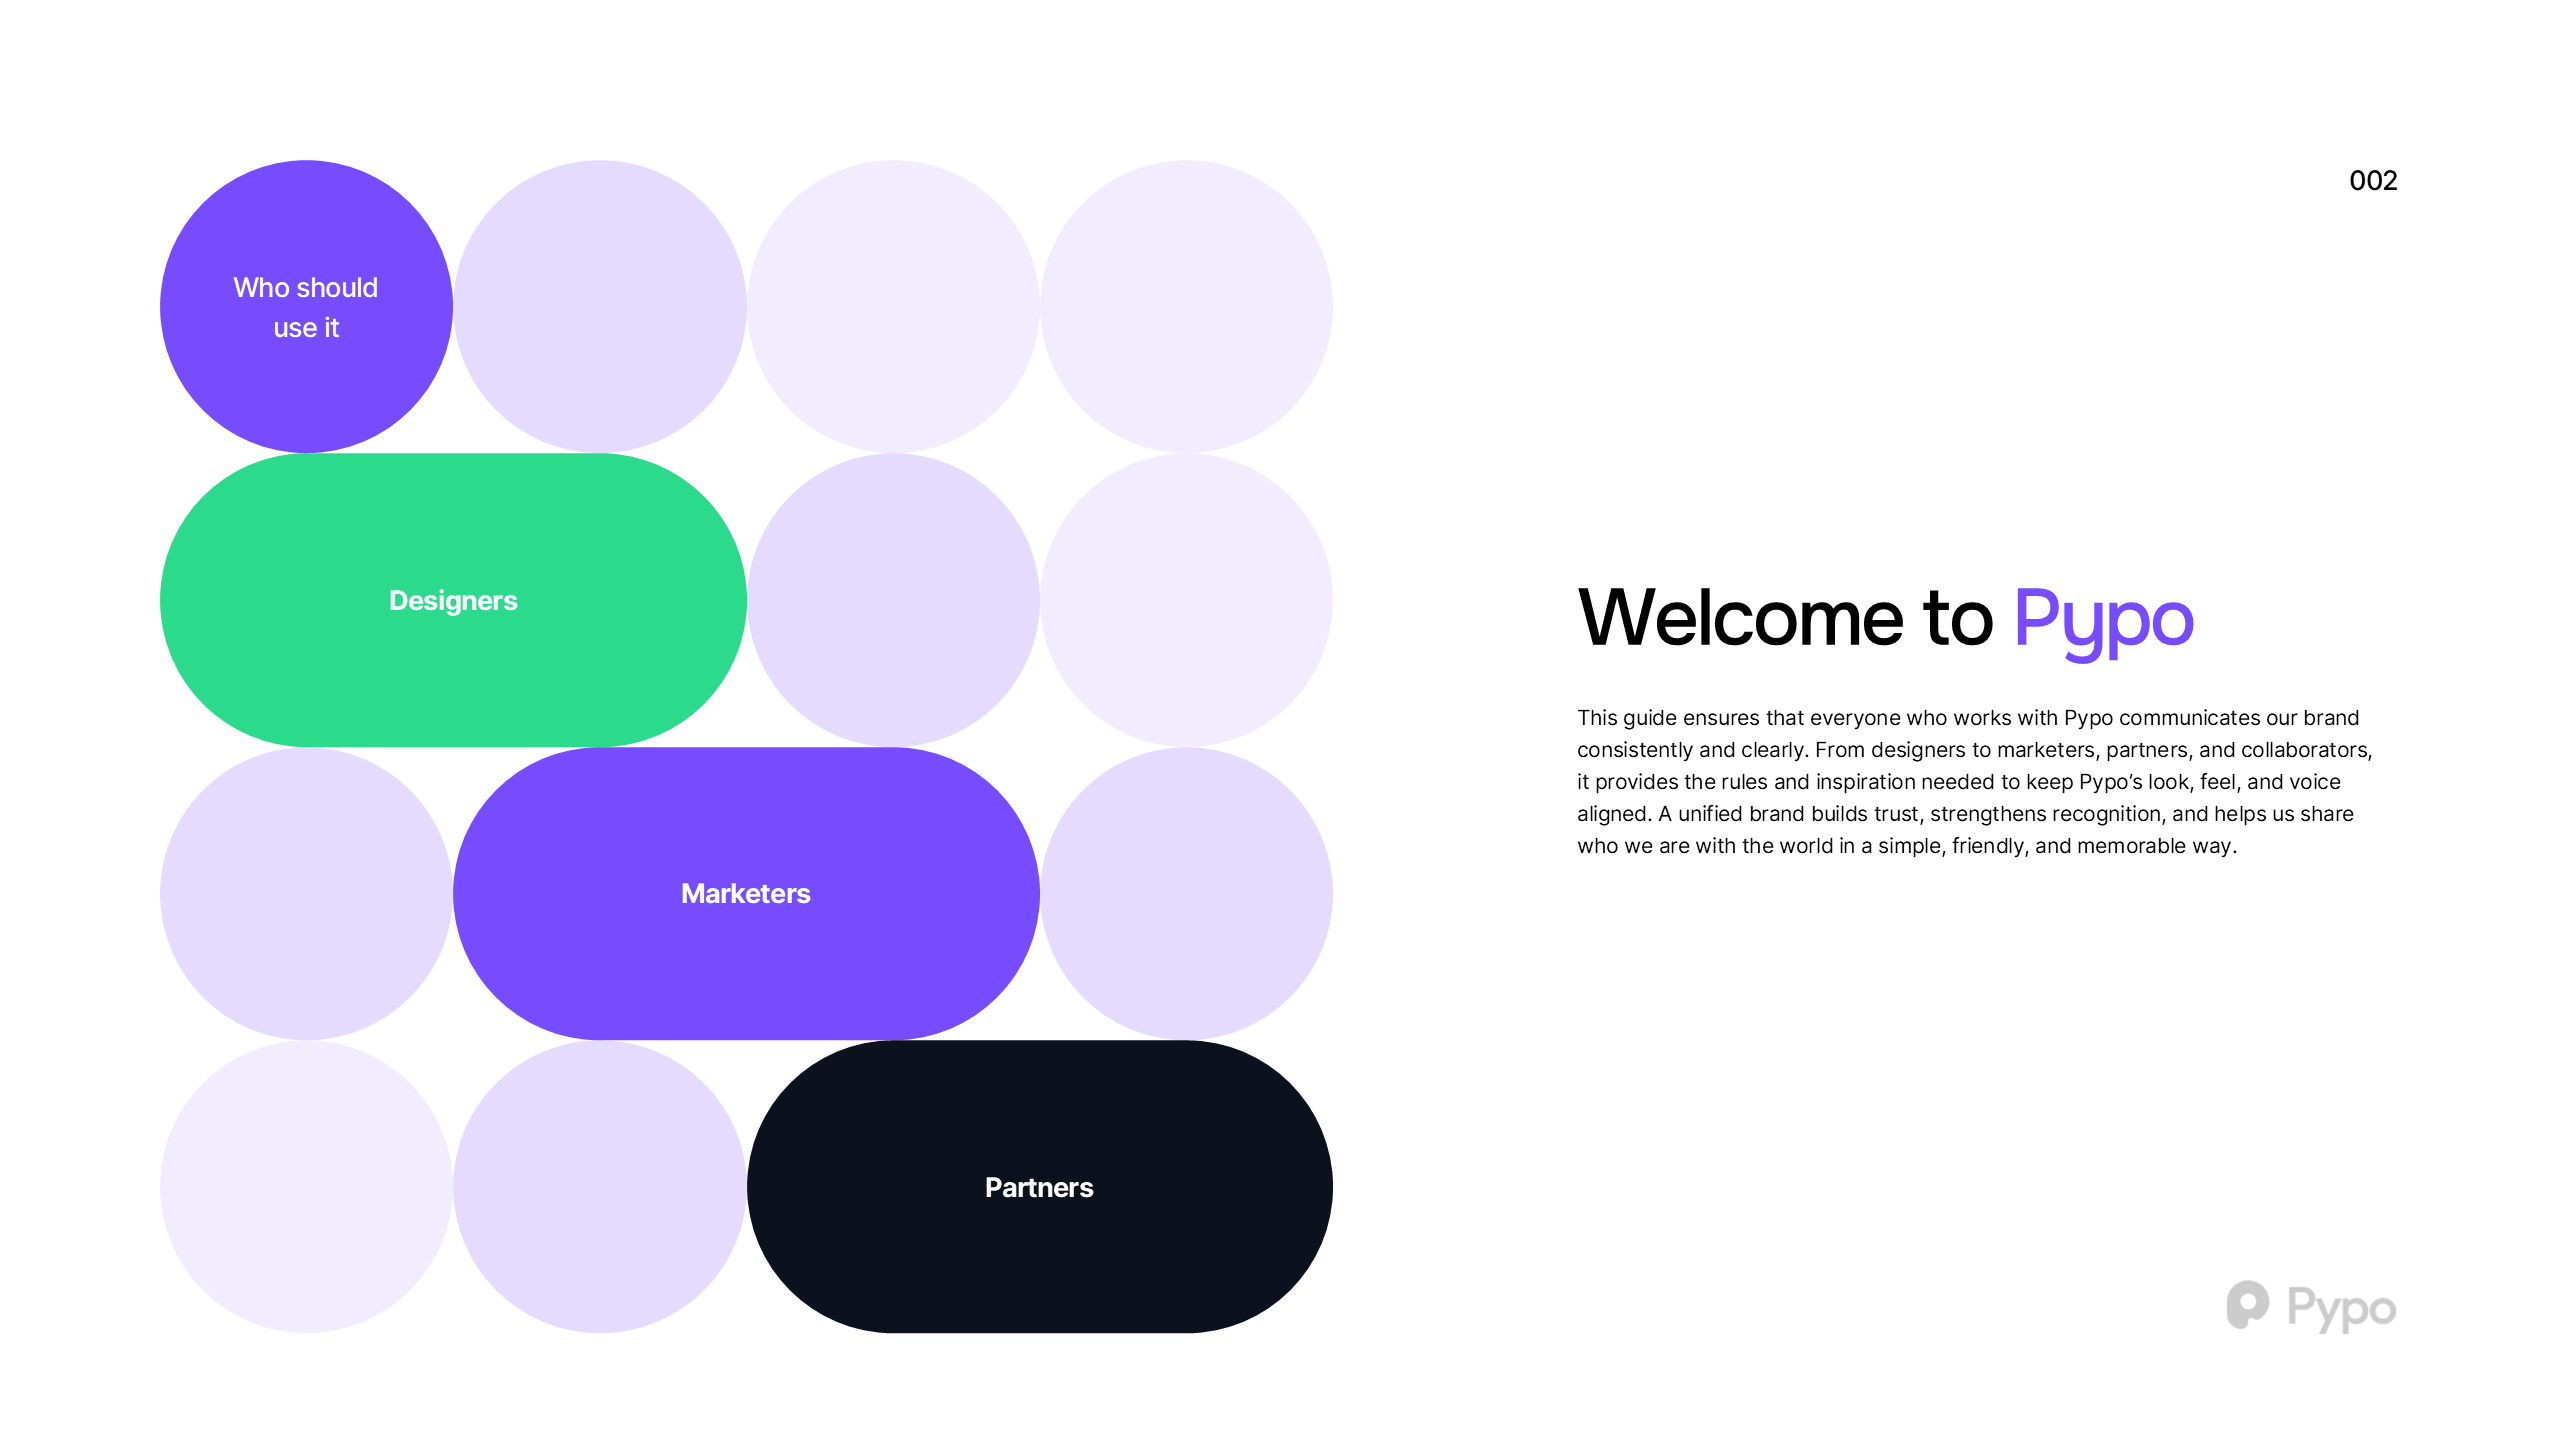 002
Who should
use it
Designers
Marketers
Partners
Welcome to Pypo
This guide ensures that everyone who works with Pypo communicates our brand
consistently and clearly. From designers to marketers, partners, and collaborators,
it provides the rules and inspiration needed to keep Pypo’s look, feel, and voice
aligned. A unified brand builds trust, strengthens recognition, and helps us share
who we are with the world in a simple, friendly, and memorable way.
Pypo